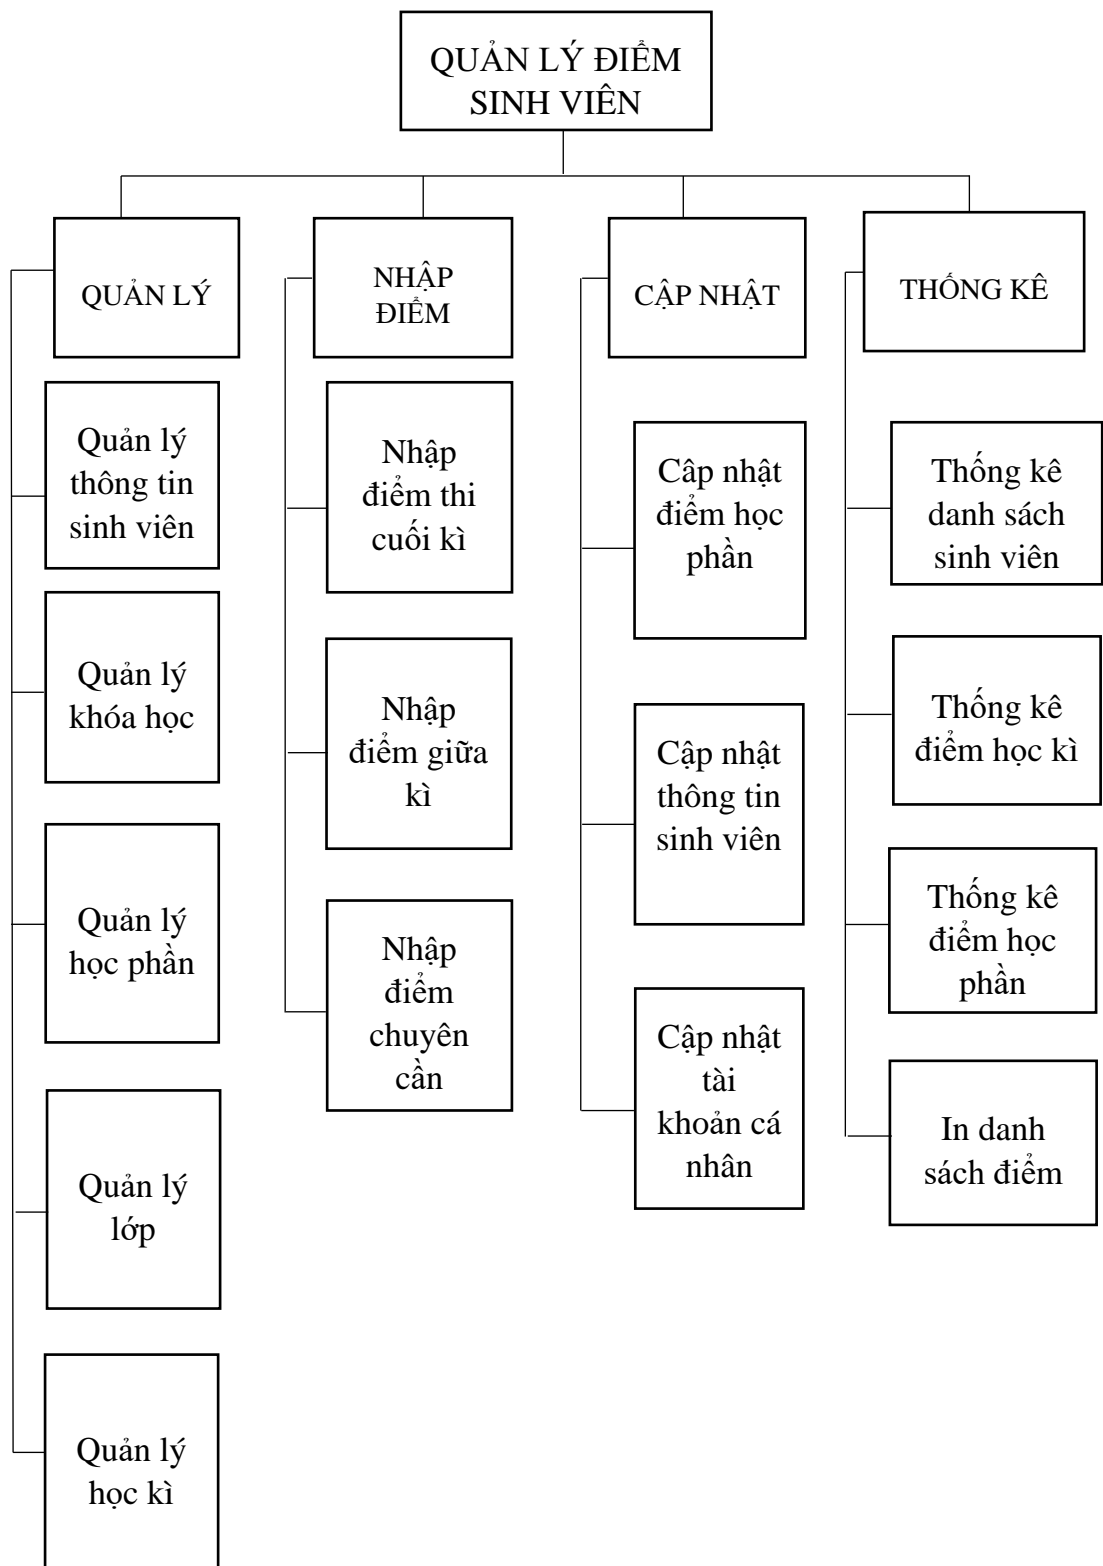 QUẢN LÝ ĐIỂM
SINH VIÊN
QUẢN LÝ
NHẬP
ĐIỂM
CẬP NHẬT
THỐNG KÊ
Quản lý
thông tin
sinh viên
Quản lý
khóa học
Quản lý
học phần
Quản lý
lớp
Quản lý
học kì
Nhập
điểm thi
cuối kì
Nhập
điểm giữa
kì
Nhập
điểm
chuyên
cần
Cập nhật
điểm học
phần
Cập nhật
thông tin
sinh viên
Cập nhật
tài
khoản cá
nhân
Thống kê
danh sách
sinh viên
Thống kê
điểm học kì
Thống kê
điểm học
phần
In danh
sách điểm